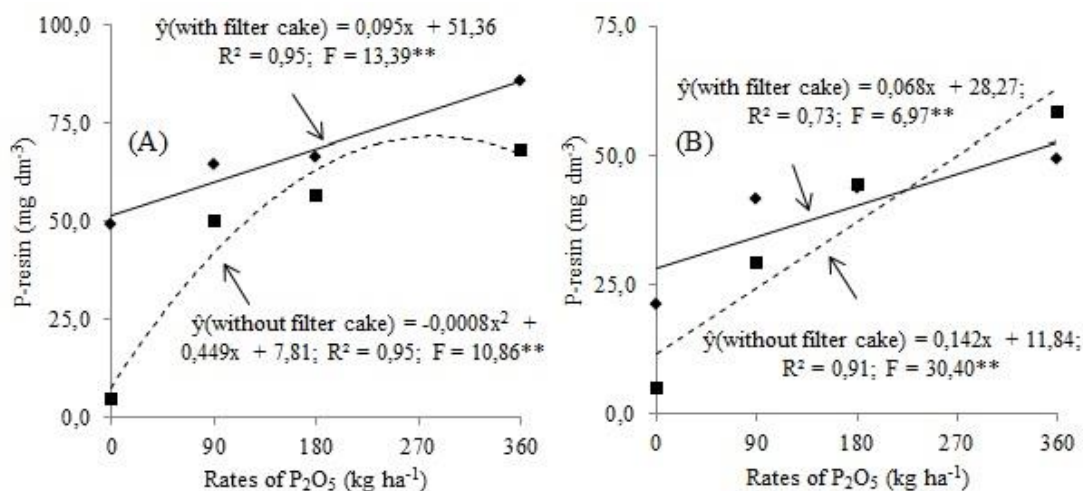 100,0
75,0
50,0
25,0
0,0
P-resin (mg dm⁻³)
(A)
ŷ(with filter cake) = 0,095x + 51,36
R² = 0,95; F = 13,39**
ŷ(without filter cake) = -0,0008x² +
0,449x + 7,81; R² = 0,95; F = 10,86**
0 90 180 270 360
Rates of P₂O₅ (kg ha⁻¹)
75,0
50,0
25,0
0,0
P-resin (mg dm⁻³)
(B)
ŷ(with filter cake) = 0,068x + 28,27;
R² = 0,73; F = 6,97**
ŷ(without filter cake) = 0,142x + 11,84;
R² = 0,91; F = 30,40**
0 90 180 270 360
Rates of P₂O₅ (kg ha⁻¹)